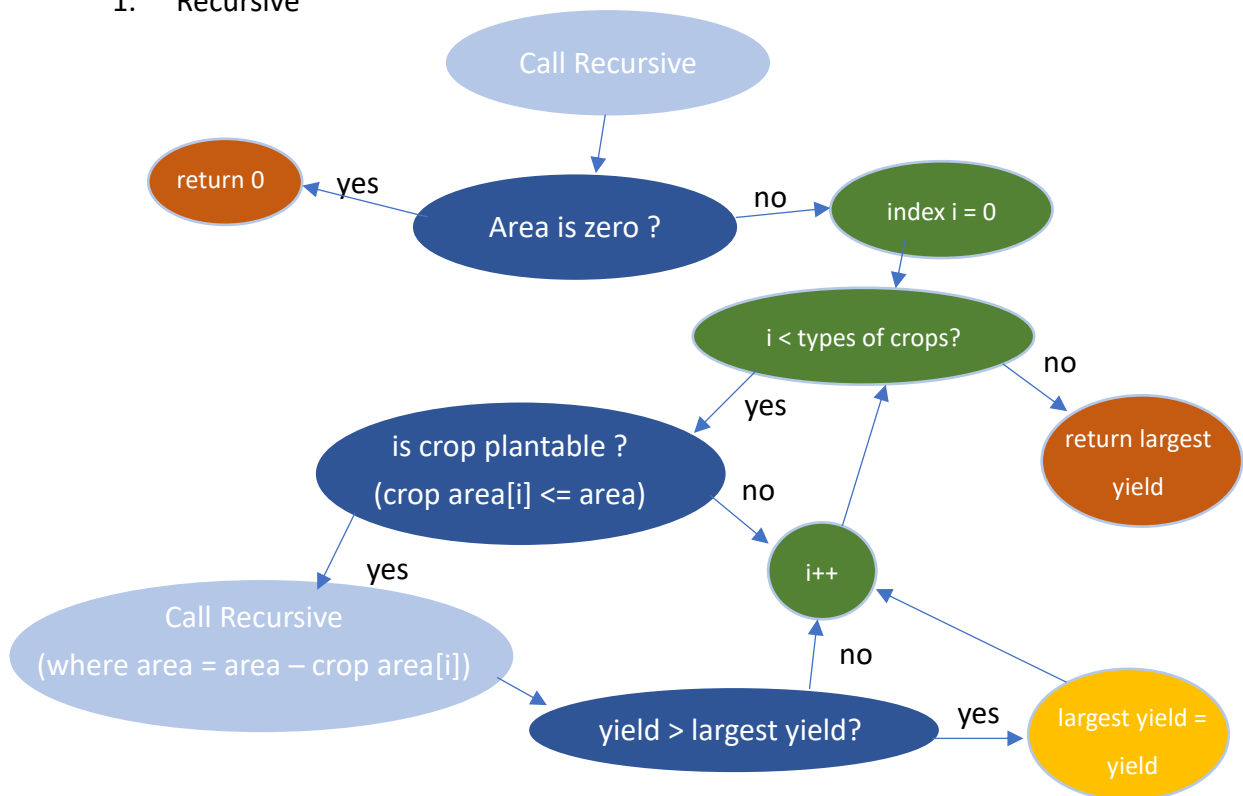 1. Recursive
Call Recursive
return 0
yes
Area is zero ?
no
index i = 0
i < types of crops?
no
yes
return largest
yield
is crop plantable ?
(crop area[i] <= area)
no
i++
yes
Call Recursive
(where area = area – crop area[i])
no
yield > largest yield?
yes
largest yield =
yield